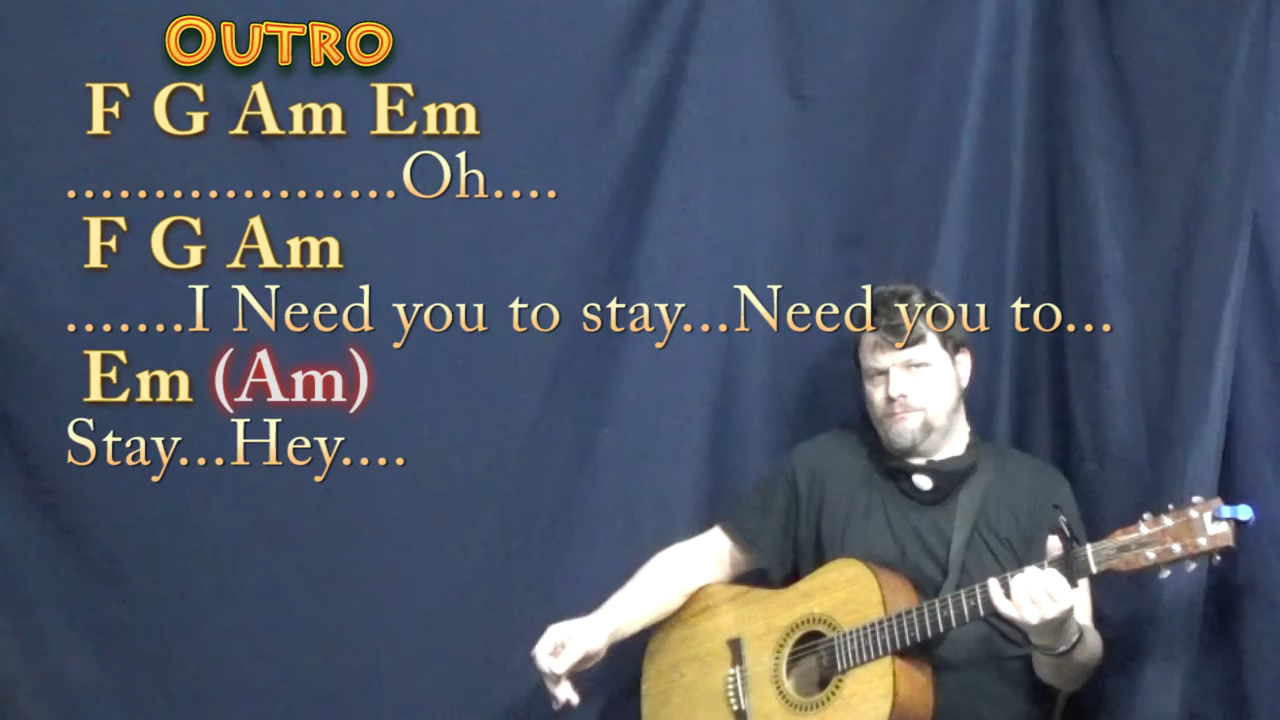 OUTRO
F G Am Em
...................Oh....
F G Am
.......I Need you to stay...Need you to...
Em (Am)
Stay...Hey....